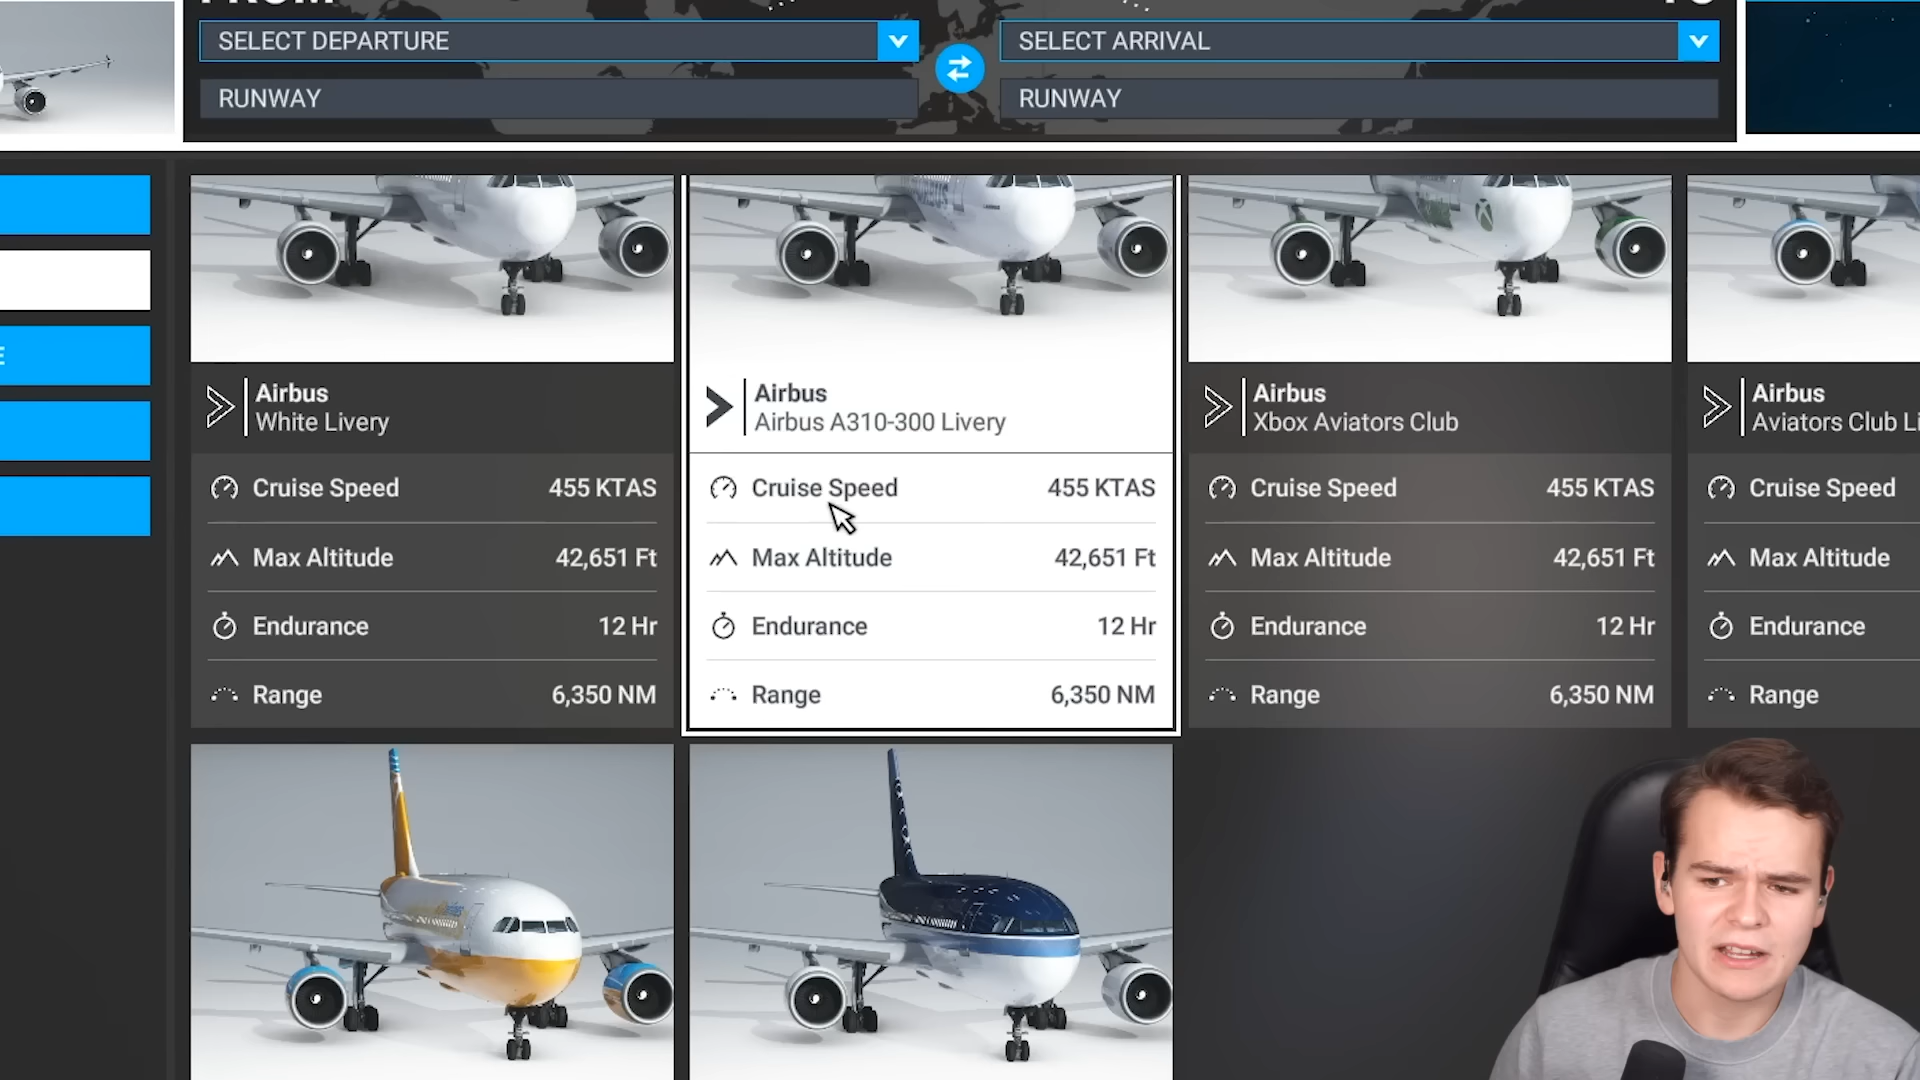 SELECT DEPARTURE
SELECT ARRIVAL
RUNWAY
RUNWAY
E
Airbus
White Livery
Cruise Speed 455 KTAS
Max Altitude 42,651 Ft
Endurance 12 Hr
Range 6,350 NM
Airbus
Airbus A310-300 Livery
Cruise Speed 455 KTAS
Max Altitude 42,651 Ft
Endurance 12 Hr
Range 6,350 NM
Airbus
Xbox Aviators Club
Cruise Speed 455 KTAS
Max Altitude 42,651 Ft
Endurance 12 Hr
Range 6,350 NM
Airbus
Aviators Club Li
Cruise Speed
Max Altitude
Endurance
Range